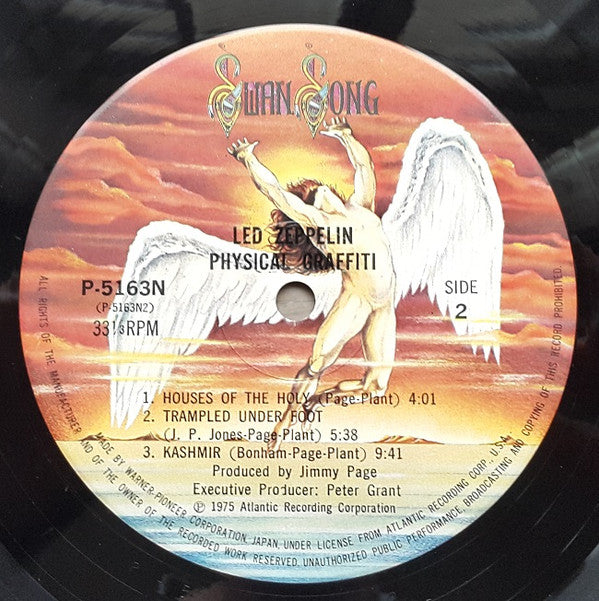 SWAN SONG
LED ZEPPELIN
PHYSICAL GRAFFITI
P-5163N
(P-5163N2)
33⅓RPM
SIDE
2
1. HOUSES OF THE HOLY (Page-Plant) 4:01
2. TRAMPLED UNDER FOOT
(J. P. Jones-Page-Plant) 5:38
3. KASHMIR (Bonham-Page-Plant) 9:41
Produced by Jimmy Page
Executive Producer: Peter Grant
℗ 1975 Atlantic Recording Corporation
MADE BY WARNER-PIONEER CORPORATION, JAPAN, UNDER LICENSE FROM ATLANTIC RECORDING CORP., U.S.A.
ALL RIGHTS OF THE MANUFACTURER AND OF THE OWNER OF THE RECORDED WORK RESERVED. UNAUTHORIZED PUBLIC PERFORMANCE, BROADCASTING AND COPYING OF THIS RECORD PROHIBITED.